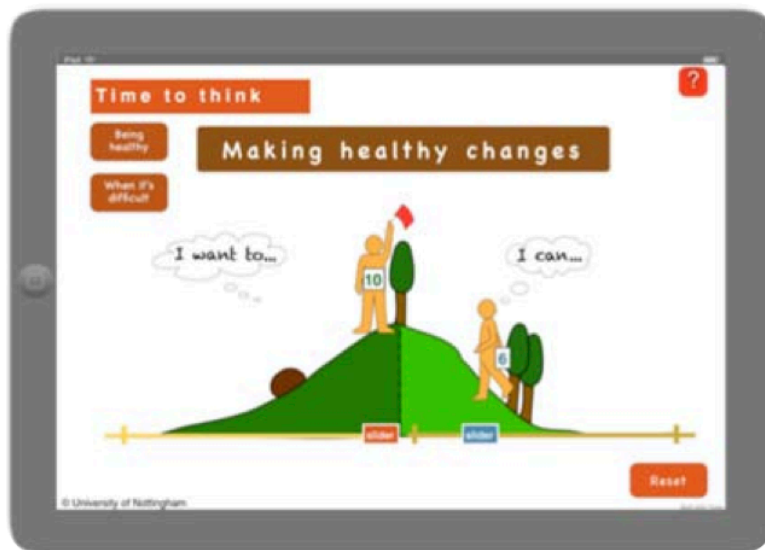 iPad
Time to think
?
Being
healthy
Making healthy changes
When it's
difficult
I want to...
I can...
10
6
slider
slider
Reset
© University of Nottingham